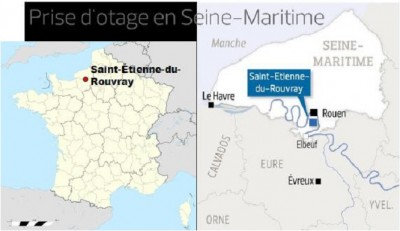 Prise d'otage en Seine-Maritime
Saint-Étienne-du-
Rouvray
Manche
SEINE-
MARITIME
Saint-Etienne-
du-Rouvray
Le Havre
Rouen
Elbeuf
CALVADOS
EURE
Évreux
ORNE
YVEL.